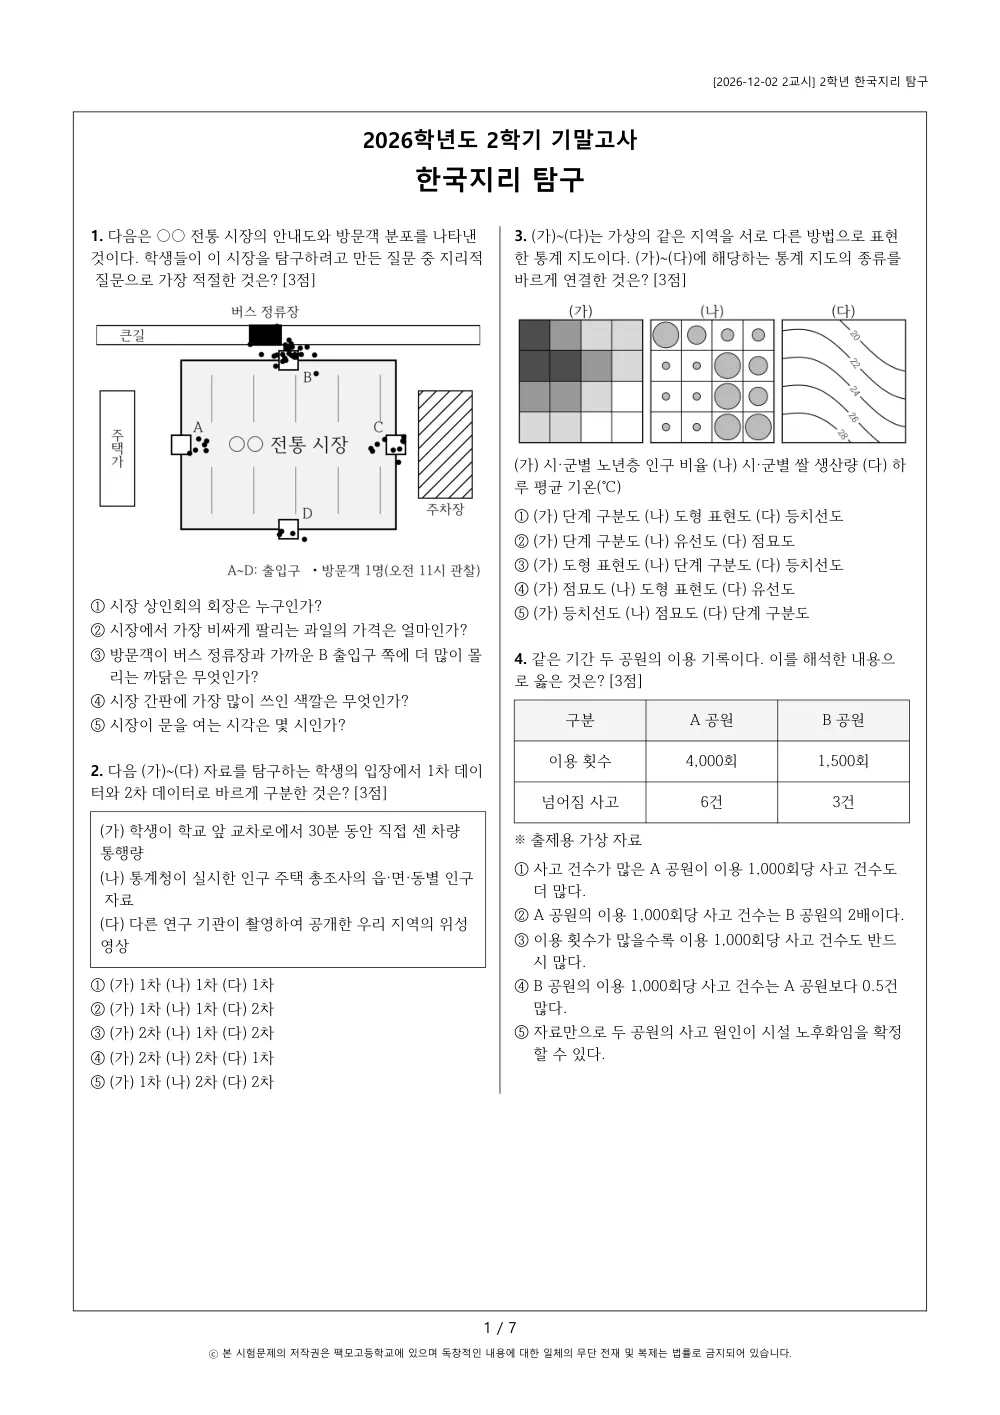 [2026-12-02 2교시] 2학년 한국지리 탐구
2026학년도 2학기 기말고사
한국지리 탐구
1. 다음은 ○○ 전통 시장의 안내도와 방문객 분포를 나타낸
것이다. 학생들이 이 시장을 탐구하려고 만든 질문 중 지리적
질문으로 가장 적절한 것은? [3점]
버스 정류장
큰길
B
주택가
A
○○ 전통 시장
C
주차장
D
A~D: 출입구 •방문객 1명(오전 11시 관찰)
① 시장 상인회의 회장은 누구인가?
② 시장에서 가장 비싸게 팔리는 과일의 가격은 얼마인가?
③ 방문객이 버스 정류장과 가까운 B 출입구 쪽에 더 많이 몰
리는 까닭은 무엇인가?
④ 시장 간판에 가장 많이 쓰인 색깔은 무엇인가?
⑤ 시장이 문을 여는 시각은 몇 시인가?
2. 다음 (가)~(다) 자료를 탐구하는 학생의 입장에서 1차 데이
터와 2차 데이터로 바르게 구분한 것은? [3점]
(가) 학생이 학교 앞 교차로에서 30분 동안 직접 센 차량
통행량
(나) 통계청이 실시한 인구 주택 총조사의 읍·면·동별 인구
자료
(다) 다른 연구 기관이 촬영하여 공개한 우리 지역의 위성
영상
① (가) 1차 (나) 1차 (다) 1차
② (가) 1차 (나) 1차 (다) 2차
③ (가) 2차 (나) 1차 (다) 2차
④ (가) 2차 (나) 2차 (다) 1차
⑤ (가) 1차 (나) 2차 (다) 2차
3. (가)~(다)는 가상의 같은 지역을 서로 다른 방법으로 표현
한 통계 지도이다. (가)~(다)에 해당하는 통계 지도의 종류를
바르게 연결한 것은? [3점]
(가) (나) (다)
20
22
24
26
28
(가) 시·군별 노년층 인구 비율 (나) 시·군별 쌀 생산량 (다) 하
루 평균 기온(℃)
① (가) 단계 구분도 (나) 도형 표현도 (다) 등치선도
② (가) 단계 구분도 (나) 유선도 (다) 점묘도
③ (가) 도형 표현도 (나) 단계 구분도 (다) 등치선도
④ (가) 점묘도 (나) 도형 표현도 (다) 유선도
⑤ (가) 등치선도 (나) 점묘도 (다) 단계 구분도
4. 같은 기간 두 공원의 이용 기록이다. 이를 해석한 내용으
로 옳은 것은? [3점]
구분 A 공원 B 공원
이용 횟수 4,000회 1,500회
넘어짐 사고 6건 3건
※ 출제용 가상 자료
① 사고 건수가 많은 A 공원이 이용 1,000회당 사고 건수도
더 많다.
② A 공원의 이용 1,000회당 사고 건수는 B 공원의 2배이다.
③ 이용 횟수가 많을수록 이용 1,000회당 사고 건수도 반드
시 많다.
④ B 공원의 이용 1,000회당 사고 건수는 A 공원보다 0.5건
많다.
⑤ 자료만으로 두 공원의 사고 원인이 시설 노후화임을 확정
할 수 있다.
1 / 7
ⓒ 본 시험문제의 저작권은 팩모고등학교에 있으며 독창적인 내용에 대한 일체의 무단 전재 및 복제는 법률로 금지되어 있습니다.